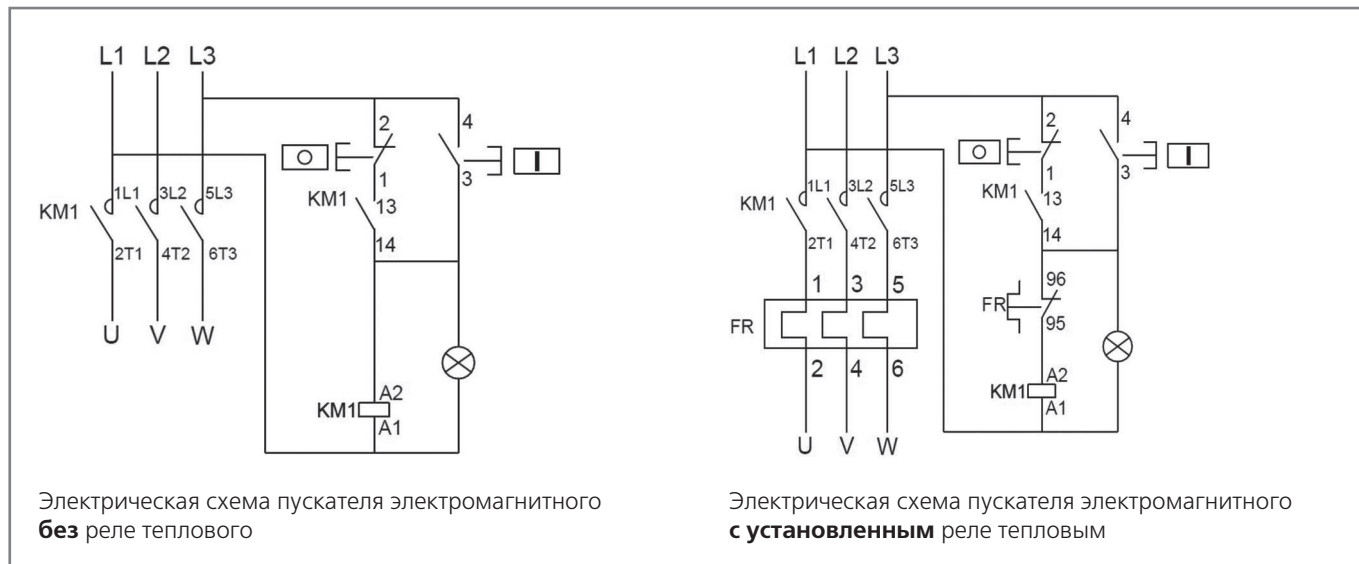 L1 L2 L3
2
4
O
I
1
3
1L1 3L2 5L3
KM1
KM1
13
2T1 4T2 6T3
14
U V W
A2
KM1
A1
Электрическая схема пускателя электромагнитного
без реле теплового
L1 L2 L3
2
4
O
I
1
3
1L1 3L2 5L3
KM1
KM1
13
2T1 4T2 6T3
14
1 3 5
96
FR
FR
95
2 4 6
A2
KM1
A1
U V W
Электрическая схема пускателя электромагнитного
с установленным реле тепловым